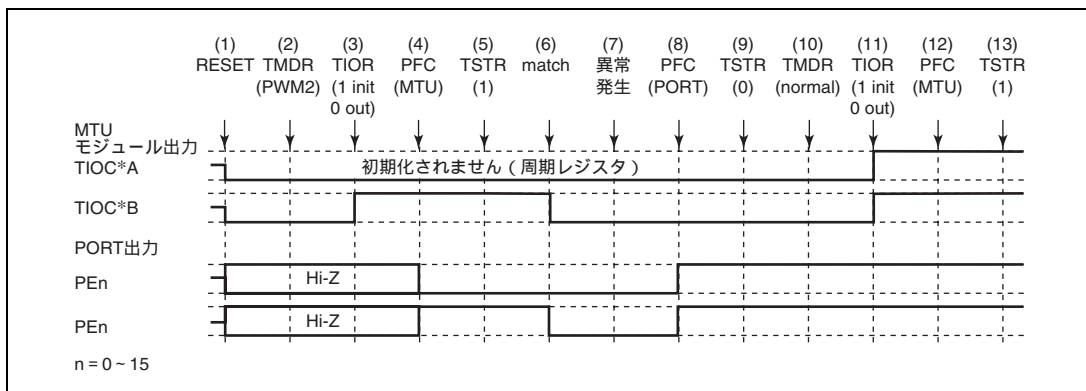 (1) (2) (3) (4) (5) (6) (7) (8) (9) (10) (11) (12) (13)
RESET TMDR TIOR PFC TSTR match 異常 PFC TSTR TMDR TIOR PFC TSTR
(PWM2) (1 init (MTU) (1) 発生 (PORT) (0) (normal) (1 init (MTU) (1)
0 out) 0 out)
MTU
モジュール出力
TIOC*A 初期化されません(周期レジスタ)
TIOC*B
PORT出力
PEn Hi-Z
PEn Hi-Z
n = 0 ~ 15